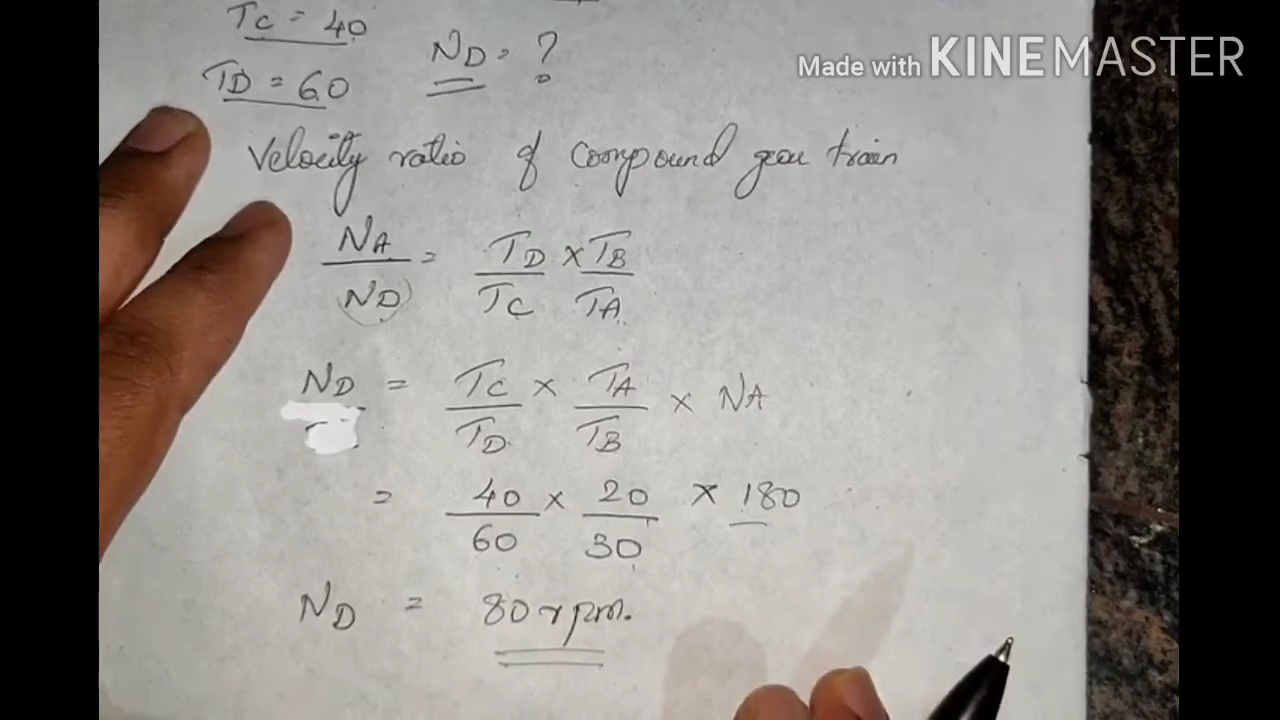 Made with KINEMASTER
TC = 40
TD = 60
ND = ?
Velocity ratio of compound gear train
NA/ND = TD/TC × TB/TA
ND = TC/TD × TA/TB × NA
= 40/60 × 20/30 × 180
ND = 80 rpm.